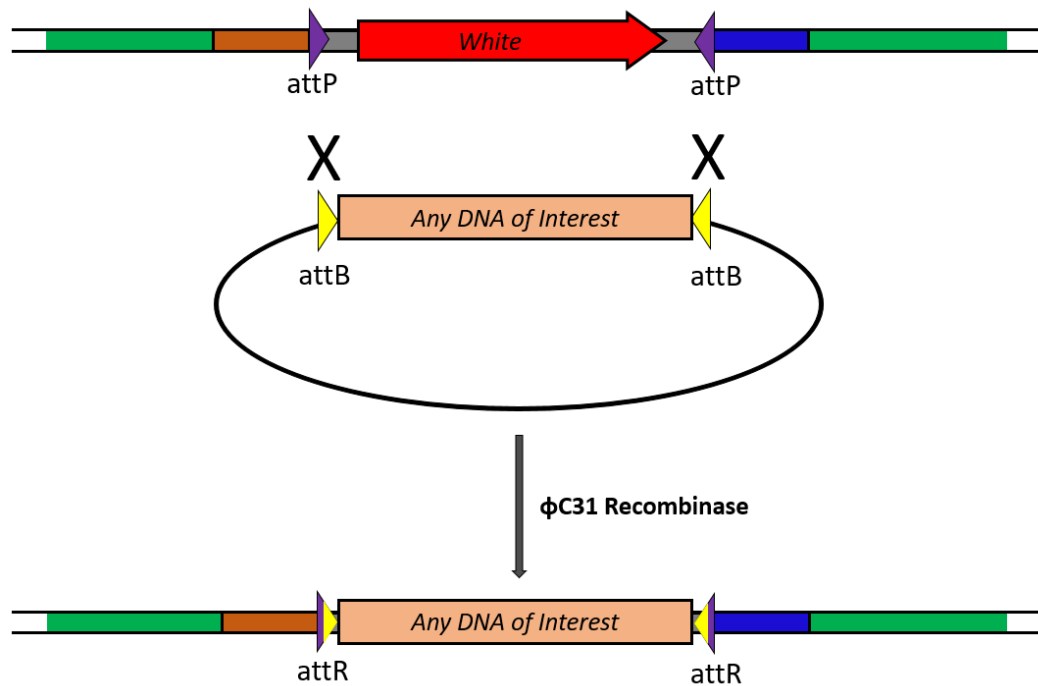 White
attP
attP
X
X
Any DNA of Interest
attB
attB
ϕC31 Recombinase
Any DNA of Interest
attR
attR